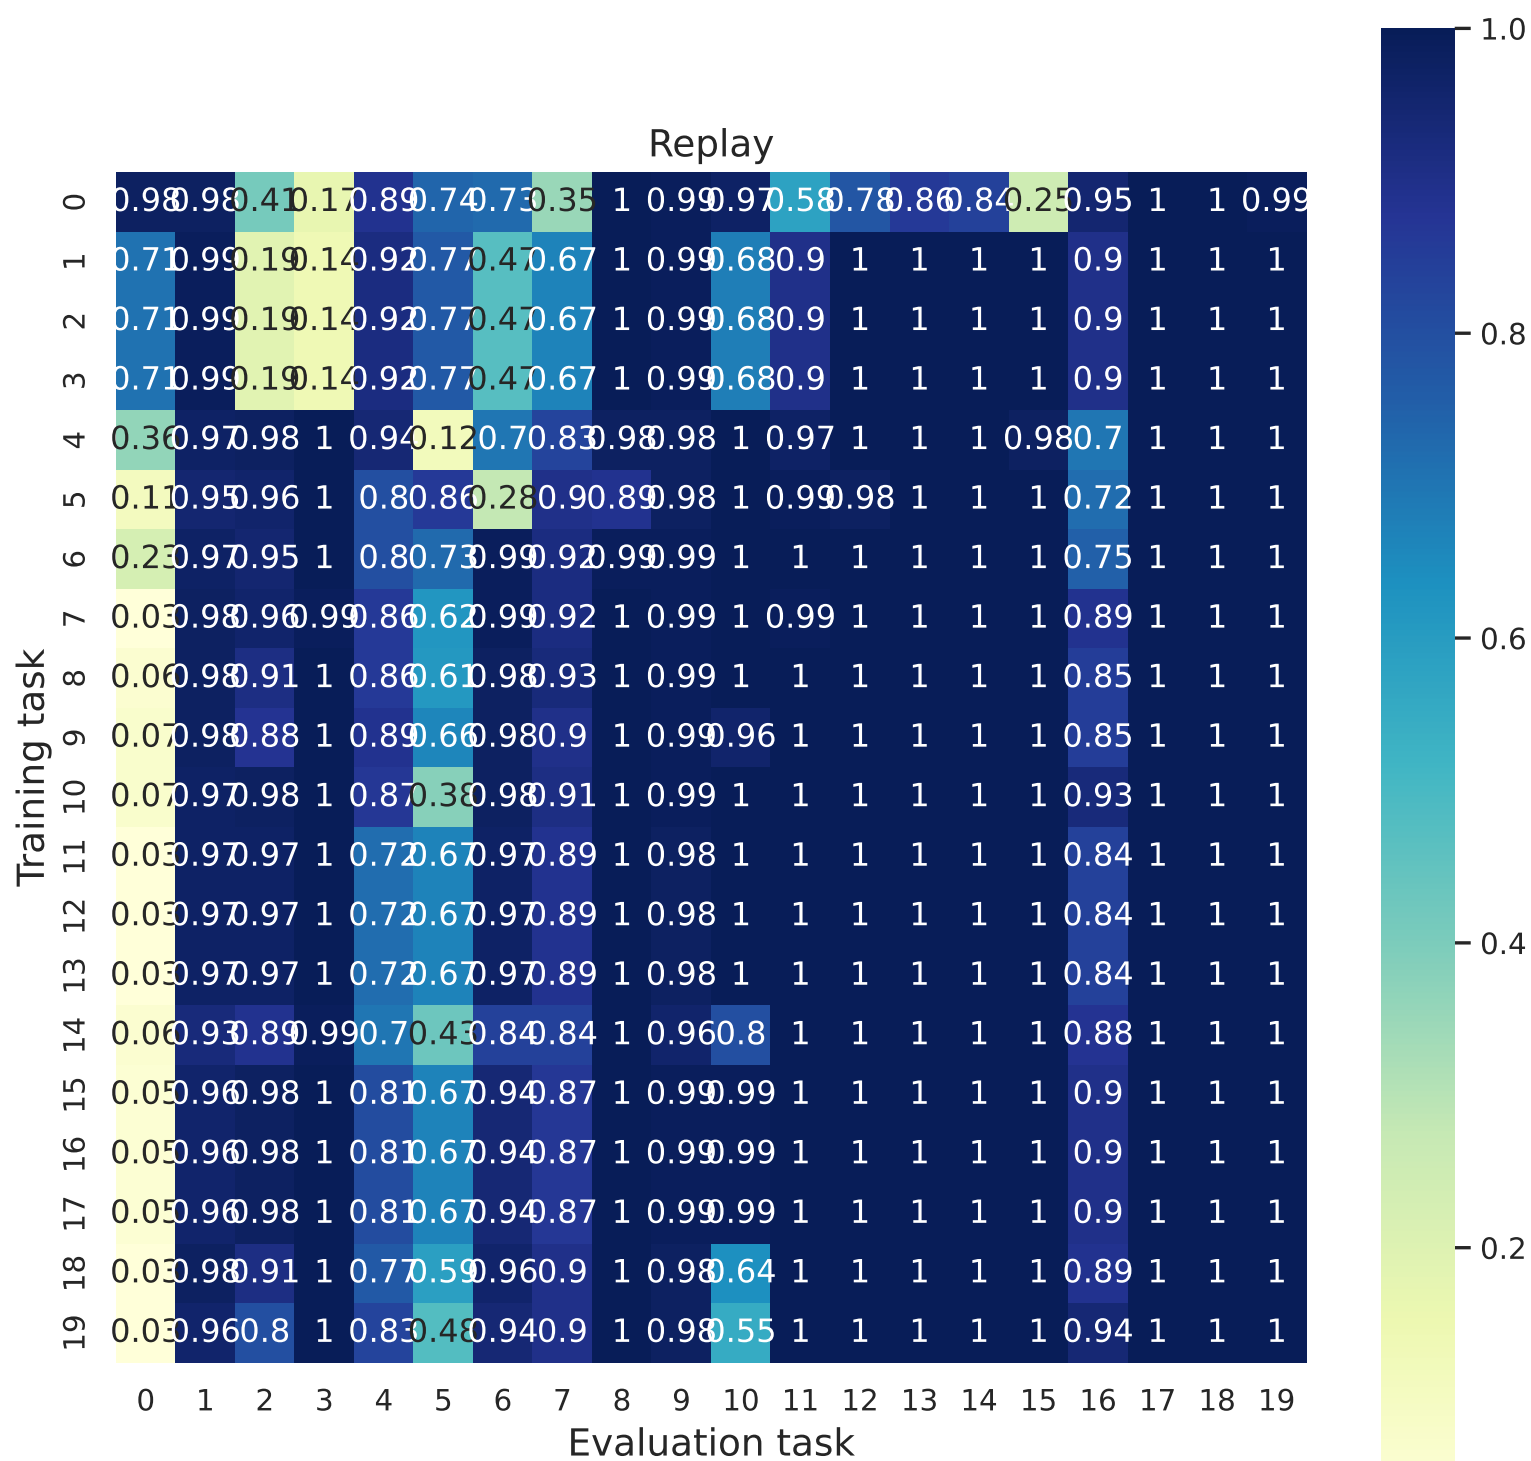 Replay
0 0.98 0.98 0.41 0.17 0.89 0.74 0.73 0.35 1 0.99 0.97 0.58 0.78 0.86 0.84 0.25 0.95 1 1 0.99
1 0.71 0.99 0.19 0.14 0.92 0.77 0.47 0.67 1 0.99 0.68 0.9 1 1 1 1 0.9 1 1 1
2 0.71 0.99 0.19 0.14 0.92 0.77 0.47 0.67 1 0.99 0.68 0.9 1 1 1 1 0.9 1 1 1
3 0.71 0.99 0.19 0.14 0.92 0.77 0.47 0.67 1 0.99 0.68 0.9 1 1 1 1 0.9 1 1 1
4 0.36 0.97 0.98 1 0.94 0.12 0.7 0.83 0.98 0.98 1 0.97 1 1 1 0.98 0.7 1 1 1
5 0.11 0.95 0.96 1 0.8 0.86 0.28 0.9 0.89 0.98 1 0.99 0.98 1 1 1 0.72 1 1 1
6 0.23 0.97 0.95 1 0.8 0.73 0.99 0.92 0.99 0.99 1 1 1 1 1 1 0.75 1 1 1
7 0.03 0.98 0.96 0.99 0.86 0.62 0.99 0.92 1 0.99 1 0.99 1 1 1 1 0.89 1 1 1
8 0.06 0.98 0.91 1 0.86 0.61 0.98 0.93 1 0.99 1 1 1 1 1 1 0.85 1 1 1
9 0.07 0.98 0.88 1 0.89 0.66 0.98 0.9 1 0.99 0.96 1 1 1 1 1 0.85 1 1 1
10 0.07 0.97 0.98 1 0.87 0.38 0.98 0.91 1 0.99 1 1 1 1 1 1 0.93 1 1 1
11 0.03 0.97 0.97 1 0.72 0.67 0.97 0.89 1 0.98 1 1 1 1 1 1 0.84 1 1 1
12 0.03 0.97 0.97 1 0.72 0.67 0.97 0.89 1 0.98 1 1 1 1 1 1 0.84 1 1 1
13 0.03 0.97 0.97 1 0.72 0.67 0.97 0.89 1 0.98 1 1 1 1 1 1 0.84 1 1 1
14 0.06 0.93 0.89 0.99 0.7 0.43 0.84 0.84 1 0.96 0.8 1 1 1 1 1 0.88 1 1 1
15 0.05 0.96 0.98 1 0.81 0.67 0.94 0.87 1 0.99 0.99 1 1 1 1 1 0.9 1 1 1
16 0.05 0.96 0.98 1 0.81 0.67 0.94 0.87 1 0.99 0.99 1 1 1 1 1 0.9 1 1 1
17 0.05 0.96 0.98 1 0.81 0.67 0.94 0.87 1 0.99 0.99 1 1 1 1 1 0.9 1 1 1
18 0.03 0.98 0.91 1 0.77 0.59 0.96 0.9 1 0.98 0.64 1 1 1 1 1 0.89 1 1 1
19 0.03 0.96 0.8 1 0.83 0.48 0.94 0.9 1 0.98 0.55 1 1 1 1 1 0.94 1 1 1
0 1 2 3 4 5 6 7 8 9 10 11 12 13 14 15 16 17 18 19
Evaluation task
Training task
1.0
0.8
0.6
0.4
0.2